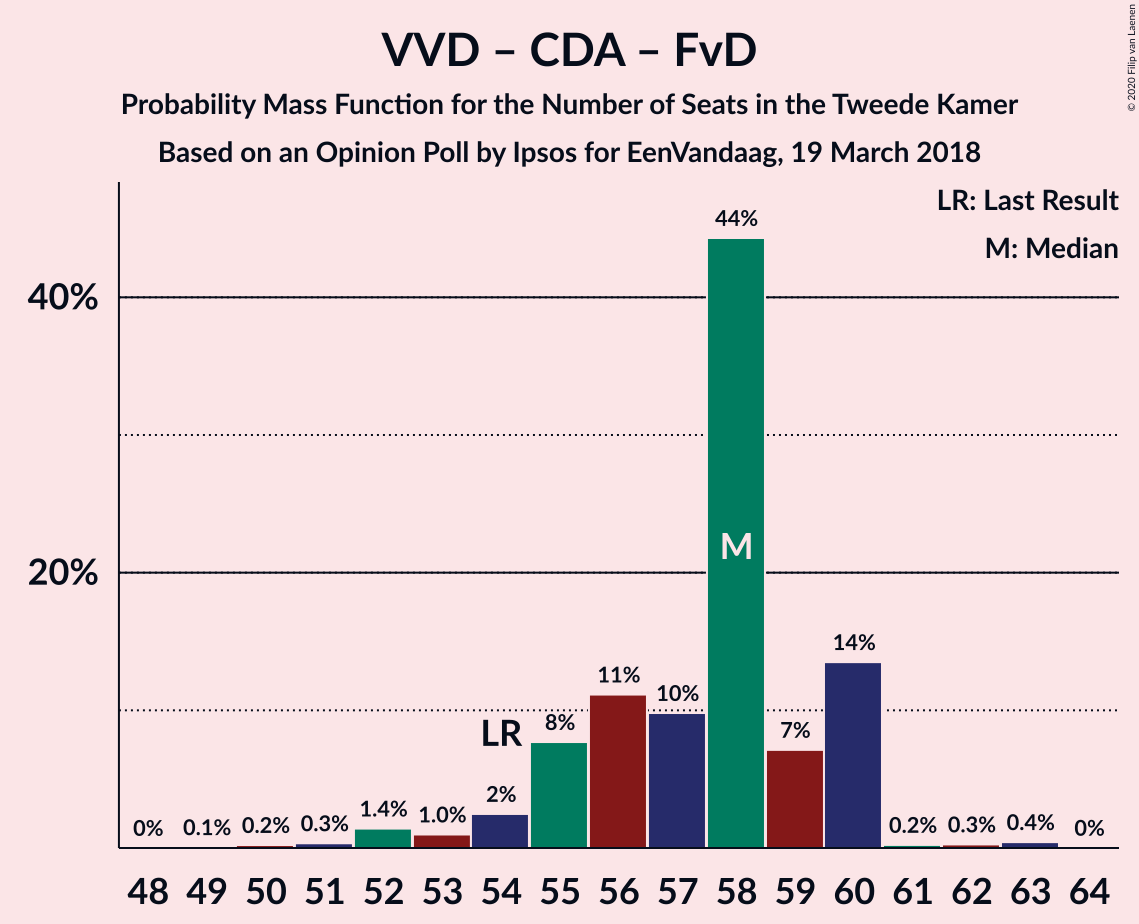 VVD – CDA – FvD
Probability Mass Function for the Number of Seats in the Tweede Kamer
Based on an Opinion Poll by Ipsos for EenVandaag, 19 March 2018
© 2020 Filip van Laenen
LR: Last Result
M: Median
40%
20%
0% 0.1% 0.2% 0.3% 1.4% 1.0% 2% 8% 11% 10% 44% 7% 14% 0.2% 0.3% 0.4% 0%
LR
M
48 49 50 51 52 53 54 55 56 57 58 59 60 61 62 63 64